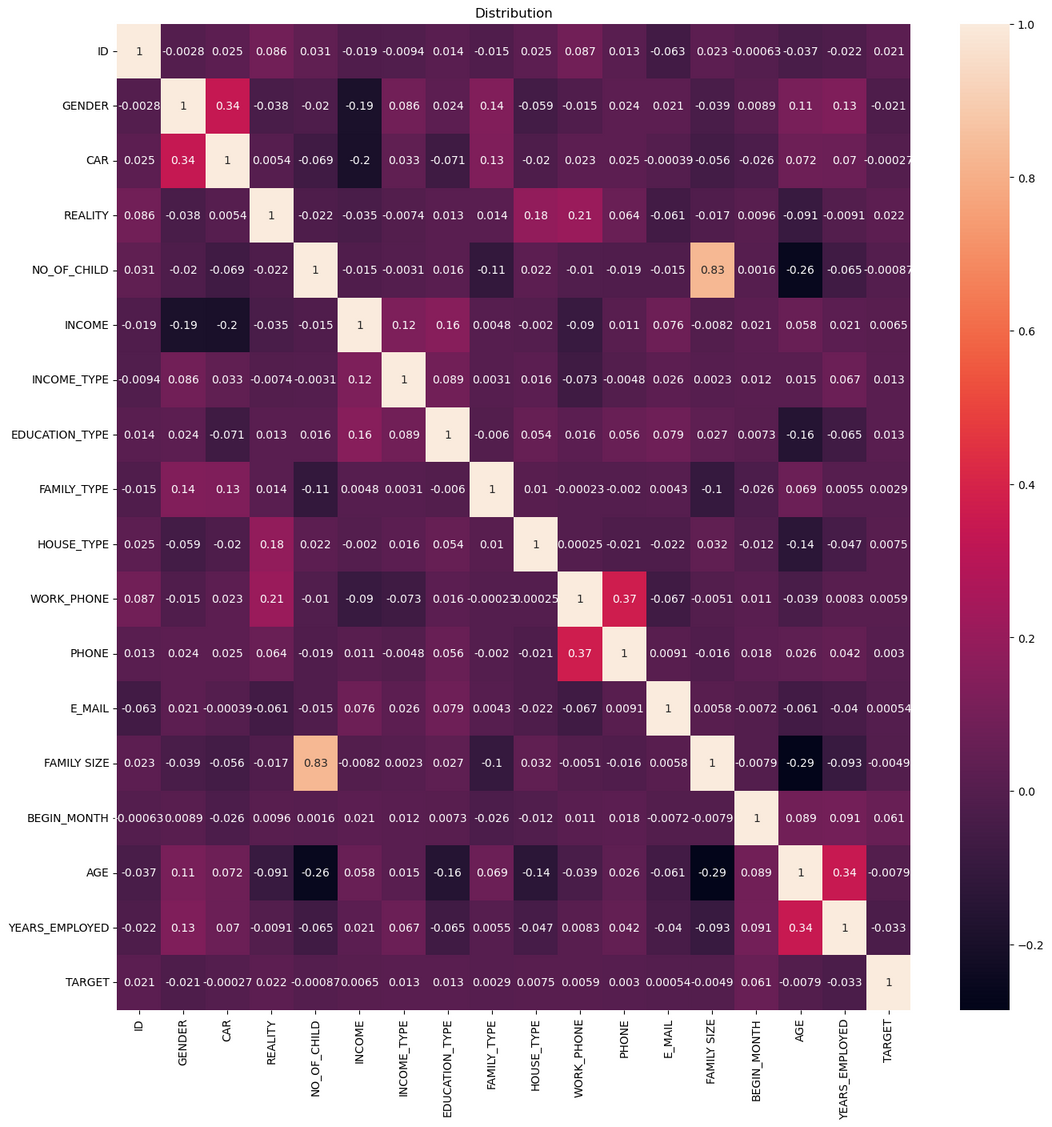 Distribution
ID 1 -0.0028 0.025 0.086 0.031 -0.019 -0.0094 0.014 -0.015 0.025 0.087 0.013 -0.063 0.023 -0.00063 -0.037 -0.022 0.021
GENDER -0.0028 1 0.34 -0.038 -0.02 -0.19 0.086 0.024 0.14 -0.059 -0.015 0.024 0.021 -0.039 0.0089 0.11 0.13 -0.021
CAR 0.025 0.34 1 0.0054 -0.069 -0.2 0.033 -0.071 0.13 -0.02 0.023 0.025 -0.00039 -0.056 -0.026 0.072 0.07 -0.00027
REALITY 0.086 -0.038 0.0054 1 -0.022 -0.035 -0.0074 0.013 0.014 0.18 0.21 0.064 -0.061 -0.017 0.0096 -0.091 -0.0091 0.022
NO_OF_CHILD 0.031 -0.02 -0.069 -0.022 1 -0.015 -0.0031 0.016 -0.11 0.022 -0.01 -0.019 -0.015 0.83 0.0016 -0.26 -0.065 -0.00087
INCOME -0.019 -0.19 -0.2 -0.035 -0.015 1 0.12 0.16 0.0048 -0.002 -0.09 0.011 0.076 -0.0082 0.021 0.058 0.021 0.0065
INCOME_TYPE -0.0094 0.086 0.033 -0.0074 -0.0031 0.12 1 0.089 0.0031 0.016 -0.073 -0.0048 0.026 0.0023 0.012 0.015 0.067 0.013
EDUCATION_TYPE 0.014 0.024 -0.071 0.013 0.016 0.16 0.089 1 -0.006 0.054 0.016 0.056 0.079 0.027 0.0073 -0.16 -0.065 0.013
FAMILY_TYPE -0.015 0.14 0.13 0.014 -0.11 0.0048 0.0031 -0.006 1 0.01 -0.00023 -0.002 0.0043 -0.1 -0.026 0.069 0.0055 0.0029
HOUSE_TYPE 0.025 -0.059 -0.02 0.18 0.022 -0.002 0.016 0.054 0.01 1 0.00025 -0.021 -0.022 0.032 -0.012 -0.14 -0.047 0.0075
WORK_PHONE 0.087 -0.015 0.023 0.21 -0.01 -0.09 -0.073 0.016 -0.00023 0.00025 1 0.37 -0.067 -0.0051 0.011 -0.039 0.0083 0.0059
PHONE 0.013 0.024 0.025 0.064 -0.019 0.011 -0.0048 0.056 -0.002 -0.021 0.37 1 0.0091 -0.016 0.018 0.026 0.042 0.003
E_MAIL -0.063 0.021 -0.00039 -0.061 -0.015 0.076 0.026 0.079 0.0043 -0.022 -0.067 0.0091 1 0.0058 -0.0072 -0.061 -0.04 0.00054
FAMILY SIZE 0.023 -0.039 -0.056 -0.017 0.83 -0.0082 0.0023 0.027 -0.1 0.032 -0.0051 -0.016 0.0058 1 -0.0079 -0.29 -0.093 -0.0049
BEGIN_MONTH -0.00063 0.0089 -0.026 0.0096 0.0016 0.021 0.012 0.0073 -0.026 -0.012 0.011 0.018 -0.0072 -0.0079 1 0.089 0.091 0.061
AGE -0.037 0.11 0.072 -0.091 -0.26 0.058 0.015 -0.16 0.069 -0.14 -0.039 0.026 -0.061 -0.29 0.089 1 0.34 -0.0079
YEARS_EMPLOYED -0.022 0.13 0.07 -0.0091 -0.065 0.021 0.067 -0.065 0.0055 -0.047 0.0083 0.042 -0.04 -0.093 0.091 0.34 1 -0.033
TARGET 0.021 -0.021 -0.00027 0.022 -0.00087 0.0065 0.013 0.013 0.0029 0.0075 0.0059 0.003 0.00054 -0.0049 0.061 -0.0079 -0.033 1
ID
GENDER
CAR
REALITY
NO_OF_CHILD
INCOME
INCOME_TYPE
EDUCATION_TYPE
FAMILY_TYPE
HOUSE_TYPE
WORK_PHONE
PHONE
E_MAIL
FAMILY SIZE
BEGIN_MONTH
AGE
YEARS_EMPLOYED
TARGET
1.0
0.8
0.6
0.4
0.2
0.0
−0.2